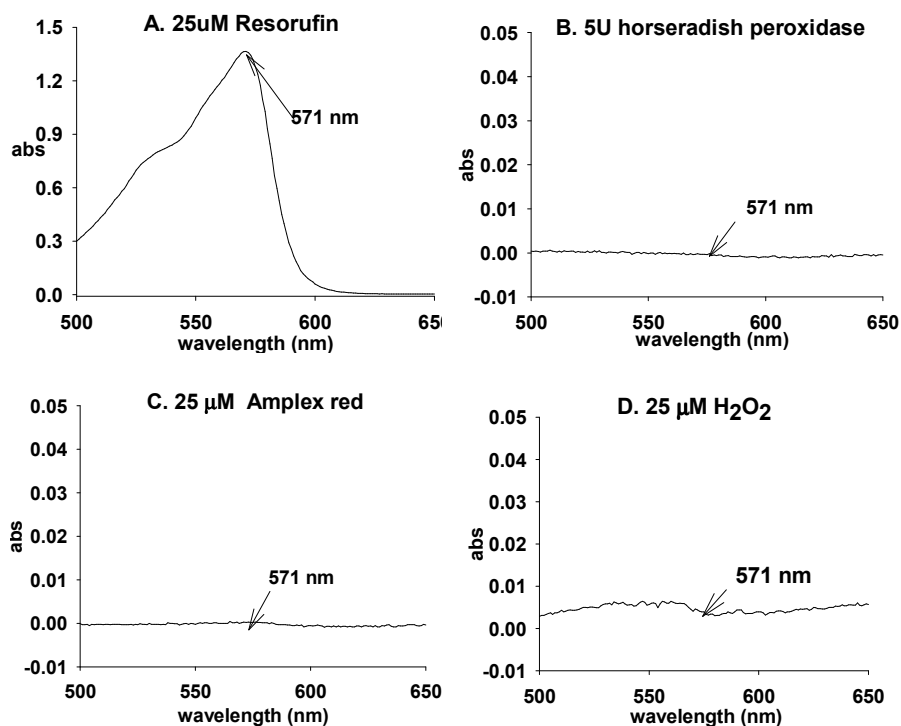 A. 25uM Resorufin
1.5
1.2
0.9
abs
0.6
0.3
0.0
571 nm
500 550 600 650
wavelength (nm)
B. 5U horseradish peroxidase
0.05
0.04
0.03
abs
0.02
0.01
0.00
-0.01
571 nm
500 550 600 650
wavelength (nm)
C. 25 μM Amplex red
0.05
0.04
0.03
abs
0.02
0.01
0.00
-0.01
571 nm
500 550 600 650
wavelength (nm)
D. 25 μM H₂O₂
0.05
0.04
0.03
abs
0.02
0.01
0.00
-0.01
571 nm
500 550 600 650
wavelength (nm)